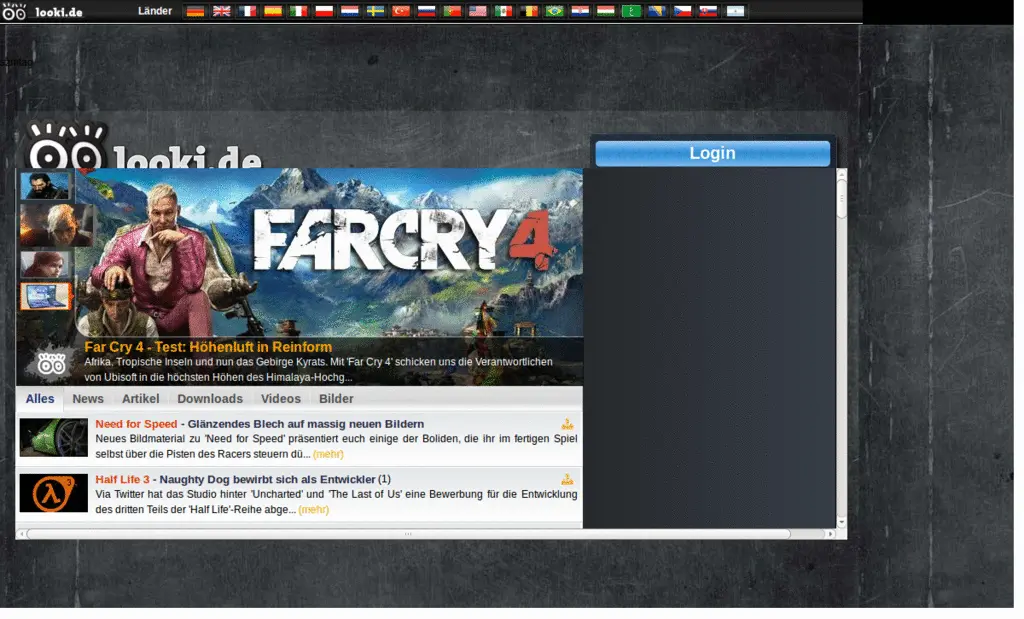 looki.de
Länder
looki.de
Login
FARCRY 4
Far Cry 4 - Test: Höhenluft in Reinform
Afrika, Tropische Inseln und nun das Gebirge Kyrats. Mit 'Far Cry 4' schicken uns die Verantwortlichen
von Ubisoft in die höchsten Höhen des Himalaya-Hochg...
Alles News Artikel Downloads Videos Bilder
Need for Speed - Glänzendes Blech auf massig neuen Bildern
Neues Bildmaterial zu 'Need for Speed' präsentiert euch einige der Boliden, die ihr im fertigen Spiel
selbst über die Pisten des Racers steuern dü... (mehr)
Half Life 3 - Naughty Dog bewirbt sich als Entwickler (1)
Via Twitter hat das Studio hinter 'Uncharted' und 'The Last of Us' eine Bewerbung für die Entwicklung
des dritten Teils der 'Half Life'-Reihe abge... (mehr)